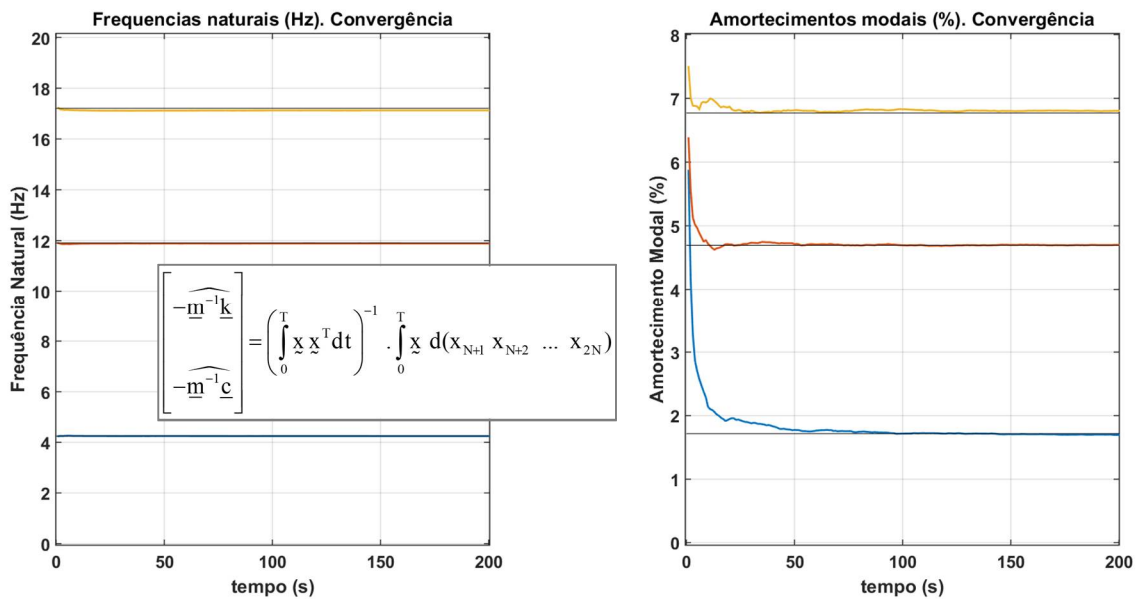 Frequencias naturais (Hz). Convergência
Frequência Natural (Hz)
20
18
16
14
12
10
8
6
4
2
0
0 50 100 150 200
tempo (s)
[-m⁻¹k
-m⁻¹c] = (∫₀ᵀ x xᵀdt)⁻¹ . ∫₀ᵀ x d(x_{N+1} x_{N+2} ... x_{2N})
Amortecimentos modais (%). Convergência
Amortecimento Modal (%)
8
7
6
5
4
3
2
1
0
0 50 100 150 200
tempo (s)